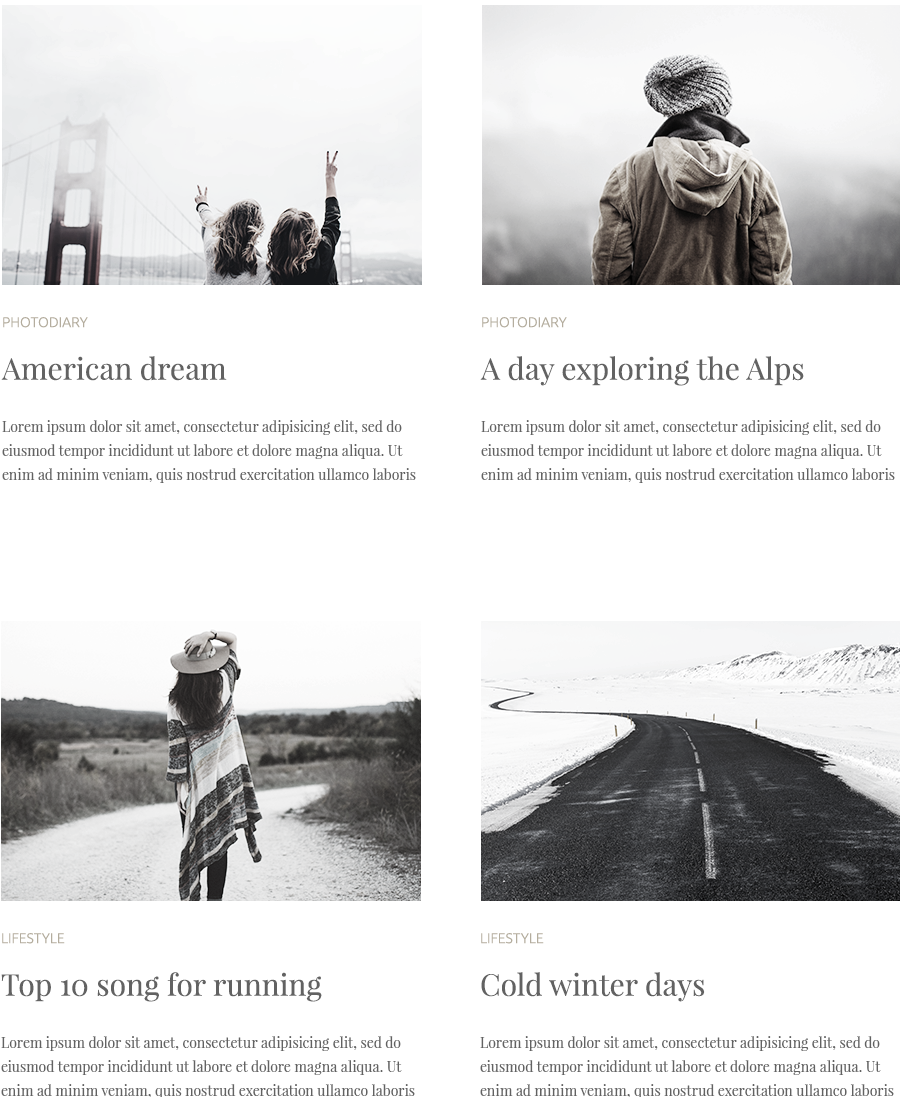 PHOTODIARY
American dream
Lorem ipsum dolor sit amet, consectetur adipisicing elit, sed do
eiusmod tempor incididunt ut labore et dolore magna aliqua. Ut
enim ad minim veniam, quis nostrud exercitation ullamco laboris
PHOTODIARY
A day exploring the Alps
Lorem ipsum dolor sit amet, consectetur adipisicing elit, sed do
eiusmod tempor incididunt ut labore et dolore magna aliqua. Ut
enim ad minim veniam, quis nostrud exercitation ullamco laboris
LIFESTYLE
Top 10 song for running
Lorem ipsum dolor sit amet, consectetur adipisicing elit, sed do
eiusmod tempor incididunt ut labore et dolore magna aliqua. Ut
enim ad minim veniam, quis nostrud exercitation ullamco laboris
LIFESTYLE
Cold winter days
Lorem ipsum dolor sit amet, consectetur adipisicing elit, sed do
eiusmod tempor incididunt ut labore et dolore magna aliqua. Ut
enim ad minim veniam, quis nostrud exercitation ullamco laboris